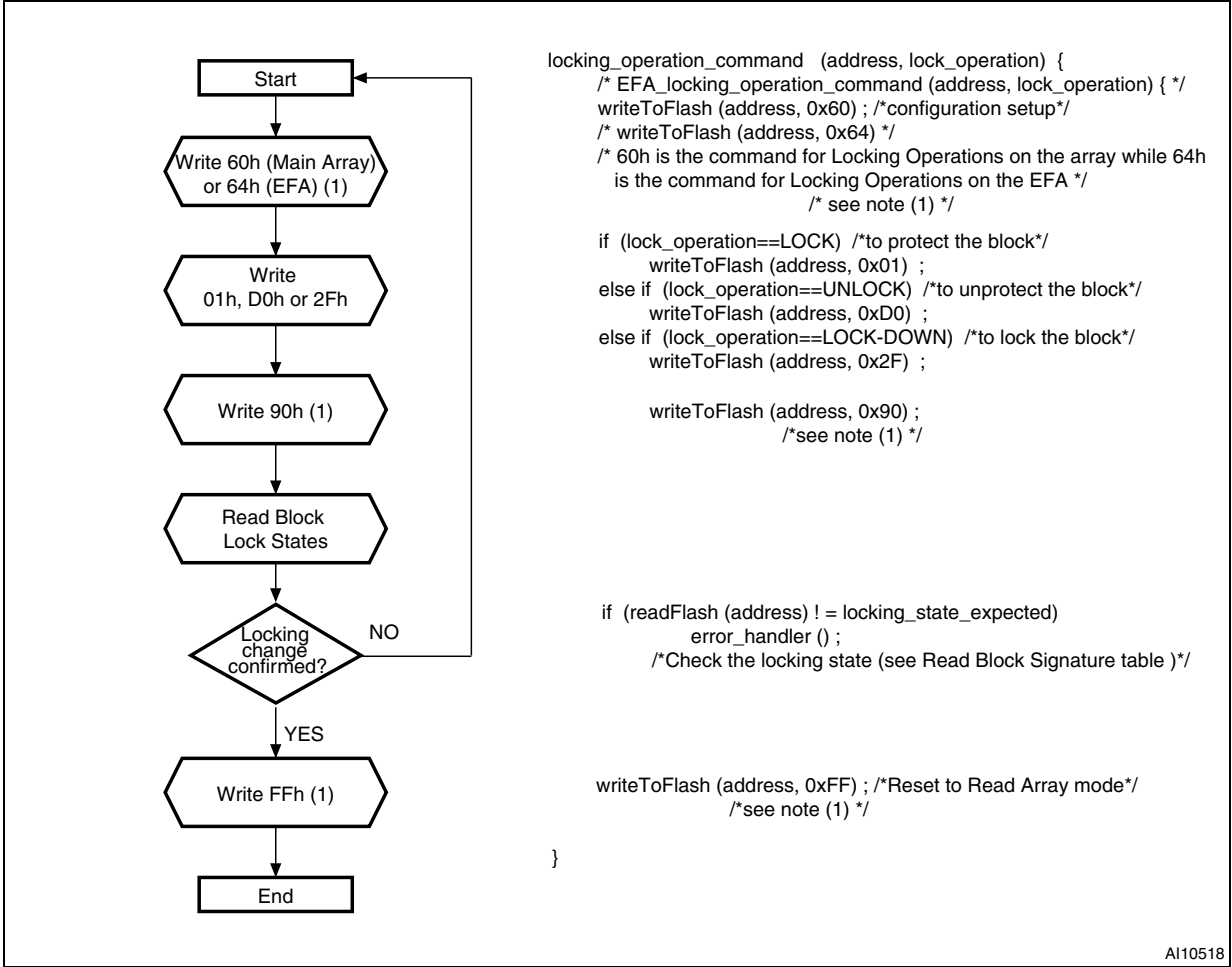 Start
Write 60h (Main Array)
or 64h (EFA) (1)
Write
01h, D0h or 2Fh
Write 90h (1)
Read Block
Lock States
Locking
change
confirmed?
NO
YES
Write FFh (1)
End
locking_operation_command (address, lock_operation) {
/* EFA_locking_operation_command (address, lock_operation) { */
writeToFlash (address, 0x60) ; /*configuration setup*/
/* writeToFlash (address, 0x64) */
/* 60h is the command for Locking Operations on the array while 64h
is the command for Locking Operations on the EFA */
/* see note (1) */
if (lock_operation==LOCK) /*to protect the block*/
writeToFlash (address, 0x01) ;
else if (lock_operation==UNLOCK) /*to unprotect the block*/
writeToFlash (address, 0xD0) ;
else if (lock_operation==LOCK-DOWN) /*to lock the block*/
writeToFlash (address, 0x2F) ;
writeToFlash (address, 0x90) ;
/*see note (1) */
if (readFlash (address) ! = locking_state_expected)
error_handler () ;
/*Check the locking state (see Read Block Signature table )*/
writeToFlash (address, 0xFF) ; /*Reset to Read Array mode*/
/*see note (1) */
}
AI10518